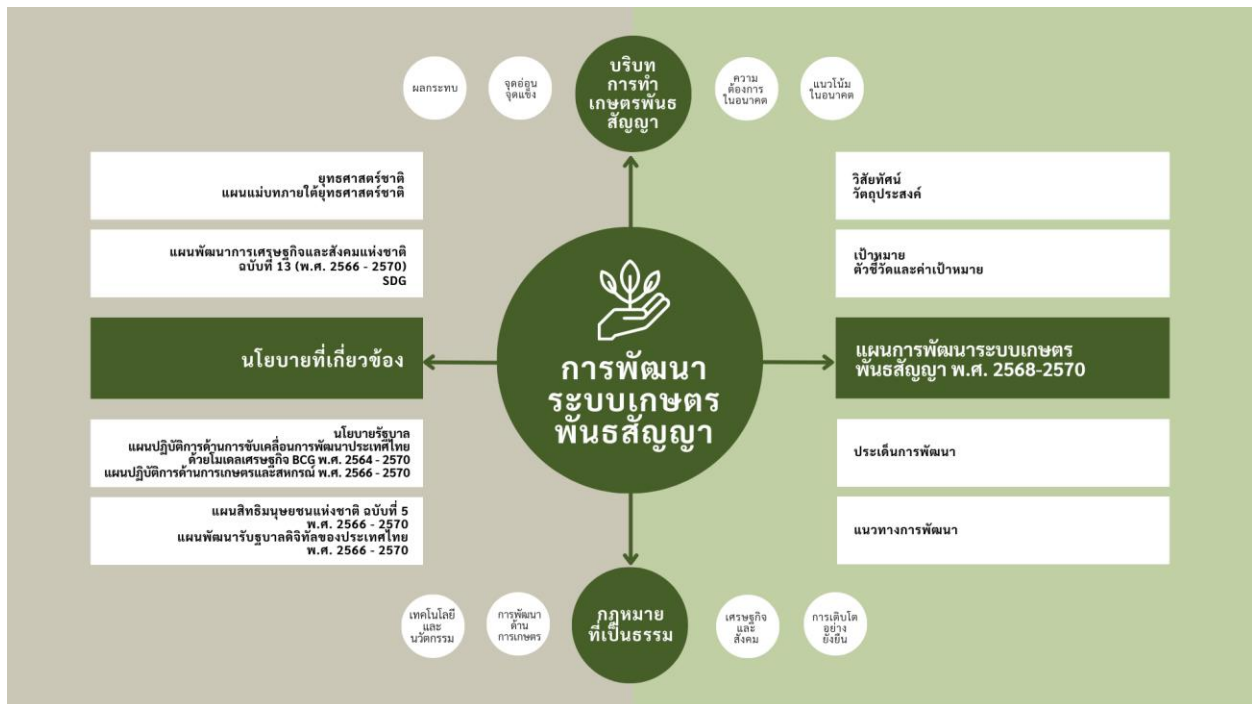 ผลกระทบ
จุดอ่อน
จุดแข็ง
บริบท
การทำ
เกษตรพันธ
สัญญา
ความ
ต้องการ
ในอนาคต
แนวโน้ม
ในอนาคต
ยุทธศาสตร์ชาติ
แผนแม่บทภายใต้ยุทธศาสตร์ชาติ
แผนพัฒนาการเศรษฐกิจและสังคมแห่งชาติ
ฉบับที่ 13 (พ.ศ. 2566 - 2570)
SDG
นโยบายที่เกี่ยวข้อง
นโยบายรัฐบาล
แผนปฏิบัติการด้านการขับเคลื่อนการพัฒนาประเทศไทย
ด้วยโมเดลเศรษฐกิจ BCG พ.ศ. 2564 - 2570
แผนปฏิบัติการด้านการเกษตรและสหกรณ์ พ.ศ. 2566 - 2570
แผนสิทธิมนุษยชนแห่งชาติ ฉบับที่ 5
พ.ศ. 2566 - 2570
แผนพัฒนารัฐบาลดิจิทัลของประเทศไทย
พ.ศ. 2566 - 2570
การพัฒนา
ระบบเกษตร
พันธสัญญา
วิสัยทัศน์
วัตถุประสงค์
เป้าหมาย
ตัวชี้วัดและค่าเป้าหมาย
แผนการพัฒนาระบบเกษตร
พันธสัญญา พ.ศ. 2568-2570
ประเด็นการพัฒนา
แนวทางการพัฒนา
เทคโนโลยี
และ
นวัตกรรม
การพัฒนา
ด้าน
การเกษตร
กฎหมาย
ที่เป็นธรรม
เศรษฐกิจ
และ
สังคม
การเติบโต
อย่าง
ยั่งยืน